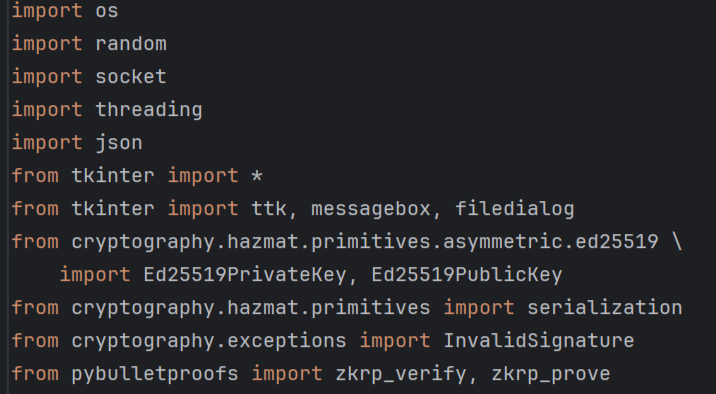 import os
import random
import socket
import threading
import json
from tkinter import *
from tkinter import ttk, messagebox, filedialog
from cryptography.hazmat.primitives.asymmetric.ed25519 \
    import Ed25519PrivateKey, Ed25519PublicKey
from cryptography.hazmat.primitives import serialization
from cryptography.exceptions import InvalidSignature
from pybulletproofs import zkrp_verify, zkrp_prove